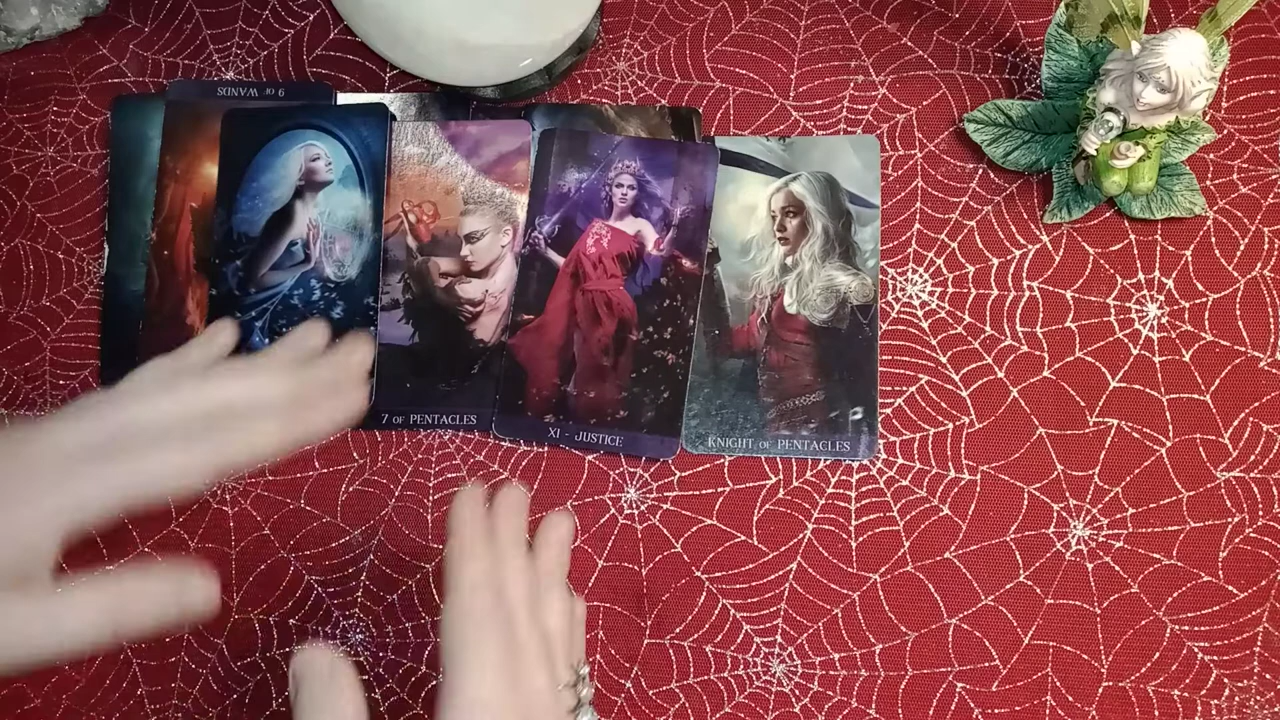 9 OF WANDS
7 OF PENTACLES
XI - JUSTICE
KNIGHT OF PENTACLES